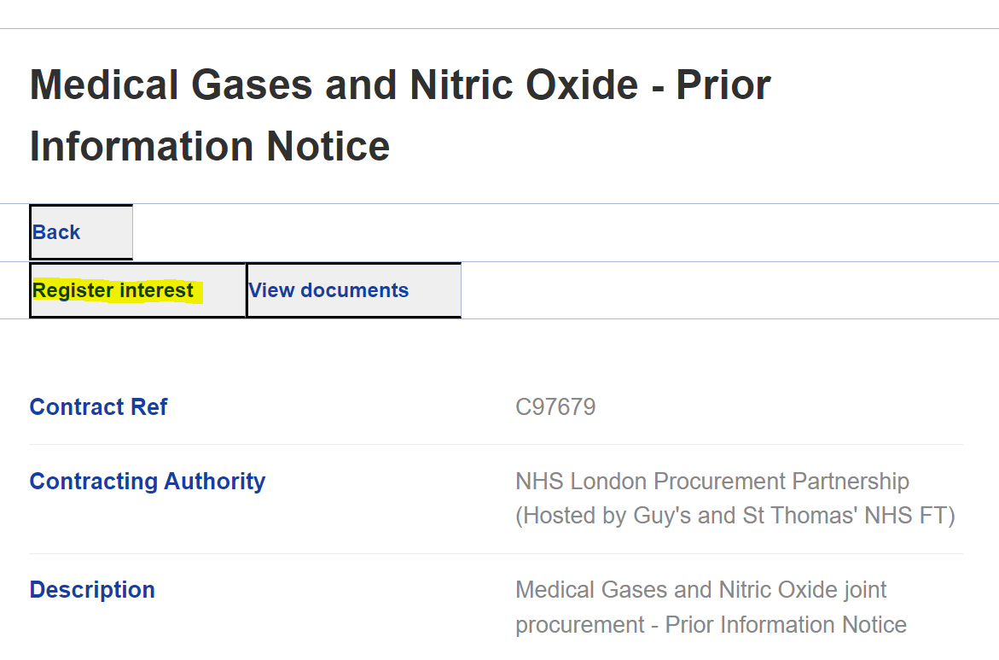 Medical Gases and Nitric Oxide - Prior
Information Notice
Back
Register interest View documents
Contract Ref C97679
Contracting Authority NHS London Procurement Partnership
(Hosted by Guy's and St Thomas' NHS FT)
Description Medical Gases and Nitric Oxide joint
procurement - Prior Information Notice